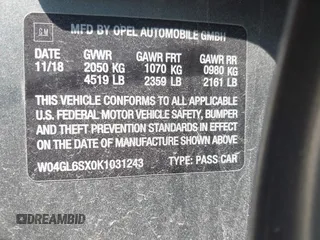 GM MFD BY OPEL AUTOMOBILE GMBH
DATE GVWR GAWR FRT GAWR RR
11/18 2050 KG 1070 KG 0980 KG
4519 LB 2359 LB 2161 LB
THIS VEHICLE CONFORMS TO ALL APPLICABLE
U.S. FEDERAL MOTOR VEHICLE SAFETY, BUMPER
AND THEFT PREVENTION STANDARDS IN EFFECT
ON THE DATE OF MANUFACTURE SHOWN ABOVE
W04GL6SX0K1031243 TYPE: PASS CAR
DREAMBID